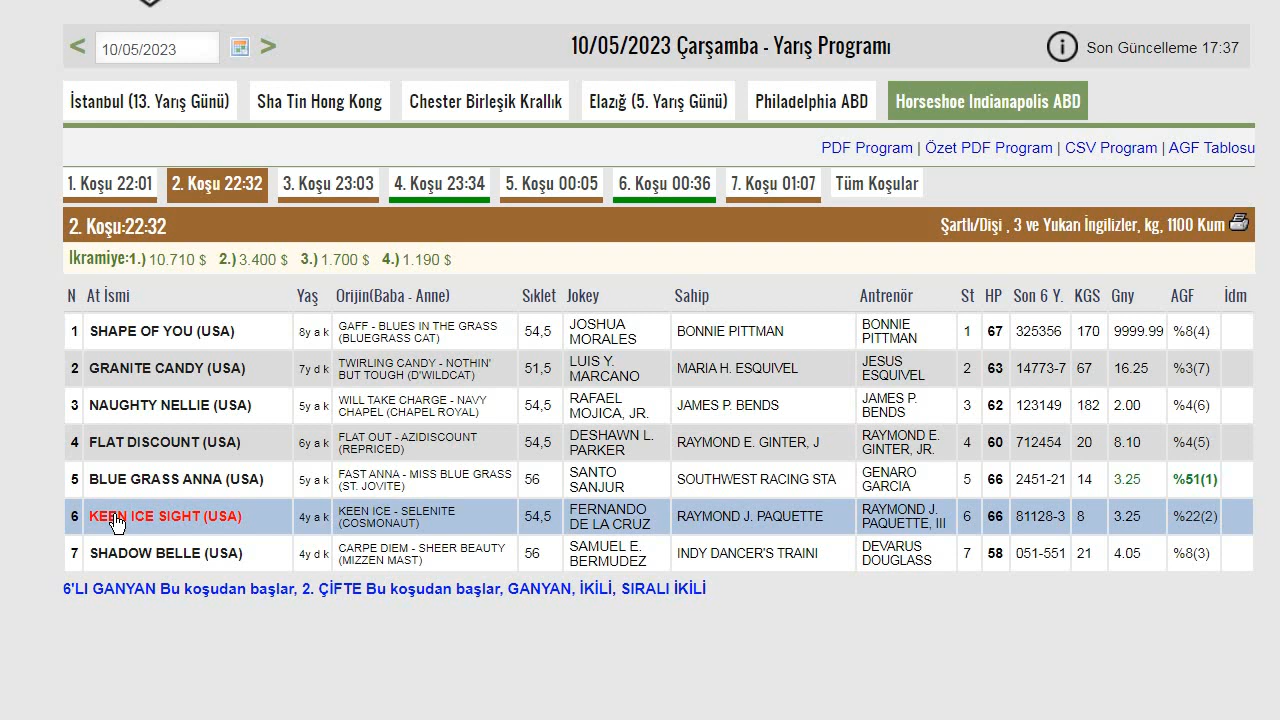 < 10/05/2023 > 10/05/2023 Çarşamba - Yarış Programı Son Güncelleme 17:37
İstanbul (13. Yarış Günü) Sha Tin Hong Kong Chester Birleşik Krallık Elazığ (5. Yarış Günü) Philadelphia ABD Horseshoe Indianapolis ABD
PDF Program | Özet PDF Program | CSV Program | AGF Tablosu
1. Koşu 22:01 2. Koşu 22:32 3. Koşu 23:03 4. Koşu 23:34 5. Koşu 00:05 6. Koşu 00:36 7. Koşu 01:07 Tüm Koşular
2. Koşu:22:32 Şartlı/Dişi , 3 ve Yukarı İngilizler, kg, 1100 Kum
Ikramiye:1.) 10.710 $ 2.) 3.400 $ 3.) 1.700 $ 4.) 1.190 $
N At İsmi Yaş Orijin(Baba - Anne) Sıklet Jokey Sahip Antrenör St HP Son 6 Y. KGS Gny AGF İdm
1 SHAPE OF YOU (USA) 8y a k GAFF - BLUES IN THE GRASS (BLUEGRASS CAT) 54,5 JOSHUA MORALES BONNIE PITTMAN BONNIE PITTMAN 1 67 325356 170 9999.99 %8(4)
2 GRANITE CANDY (USA) 7y d k TWIRLING CANDY - NOTHIN' BUT TOUGH (D'WILDCAT) 51,5 LUIS Y. MARCANO MARIA H. ESQUIVEL JESUS ESQUIVEL 2 63 14773-7 67 16.25 %3(7)
3 NAUGHTY NELLIE (USA) 5y a k WILL TAKE CHARGE - NAVY CHAPEL (CHAPEL ROYAL) 54,5 RAFAEL MOJICA, JR. JAMES P. BENDS JAMES P. BENDS 3 62 123149 182 2.00 %4(6)
4 FLAT DISCOUNT (USA) 6y a k FLAT OUT - AZIDISCOUNT (REPRICED) 54,5 DESHAWN L. PARKER RAYMOND E. GINTER, J RAYMOND E. GINTER, JR. 4 60 712454 20 8.10 %4(5)
5 BLUE GRASS ANNA (USA) 5y a k FAST ANNA - MISS BLUE GRASS (ST. JOVITE) 56 SANTO SANJUR SOUTHWEST RACING STA GENARO GARCIA 5 66 2451-21 14 3.25 %51(1)
6 KEEN ICE SIGHT (USA) 4y a k KEEN ICE - SELENITE (COSMONAUT) 54,5 FERNANDO DE LA CRUZ RAYMOND J. PAQUETTE RAYMOND J. PAQUETTE, III 6 66 81128-3 8 3.25 %22(2)
7 SHADOW BELLE (USA) 4y d k CARPE DIEM - SHEER BEAUTY (MIZZEN MAST) 56 SAMUEL E. BERMUDEZ INDY DANCER'S TRAINI DEVARUS DOUGLASS 7 58 051-551 21 4.05 %8(3)
6'LI GANYAN Bu koşudan başlar, 2. ÇİFTE Bu koşudan başlar, GANYAN, İKİLİ, SIRALI İKİLİ